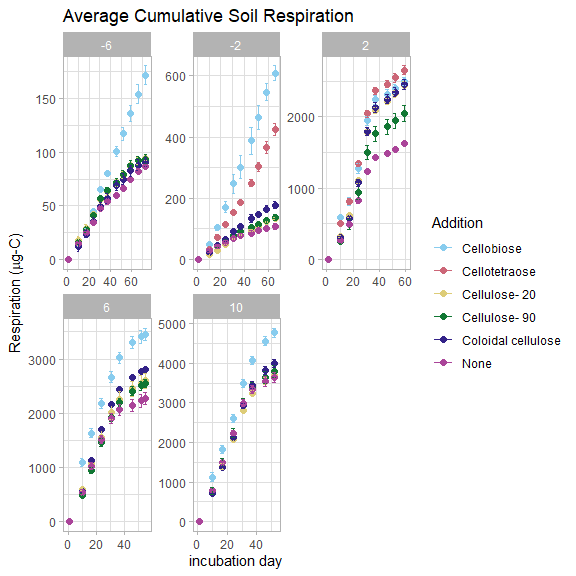 Average Cumulative Soil Respiration
-6
-2
2
150
100
50
0
0 20 40 60
600
400
200
0
0 20 40 60
2000
1000
0
0 20 40 60
6
10
3000
2000
1000
0
0 20 40
5000
4000
3000
2000
1000
0
0 20 40
Respiration (μg-C)
incubation day
Addition
Cellobiose
Cellotetraose
Cellulose- 20
Cellulose- 90
Coloidal cellulose
None